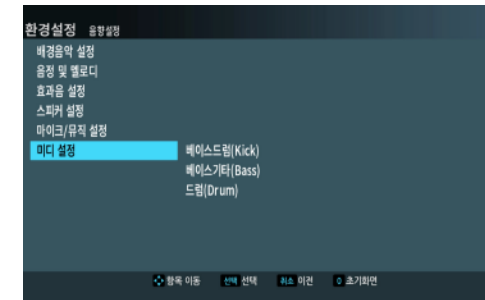 환경설정 음향설정
배경음악 설정
음정 및 멜로디
효과음 설정
스피커 설정
마이크/뮤직 설정
미디 설정 베이스드럼(Kick)
베이스기타(Bass)
드럼(Drum)
항목 이동 선택 선택 취소 이전 0 초기화면